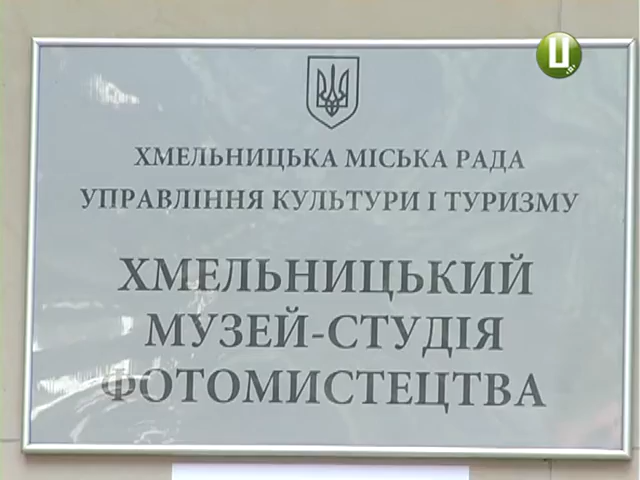 Ц
ХМЕЛЬНИЦЬКА МІСЬКА РАДА
УПРАВЛІННЯ КУЛЬТУРИ І ТУРИЗМУ
ХМЕЛЬНИЦЬКИЙ
МУЗЕЙ-СТУДІЯ
ФОТОМИСТЕЦТВА